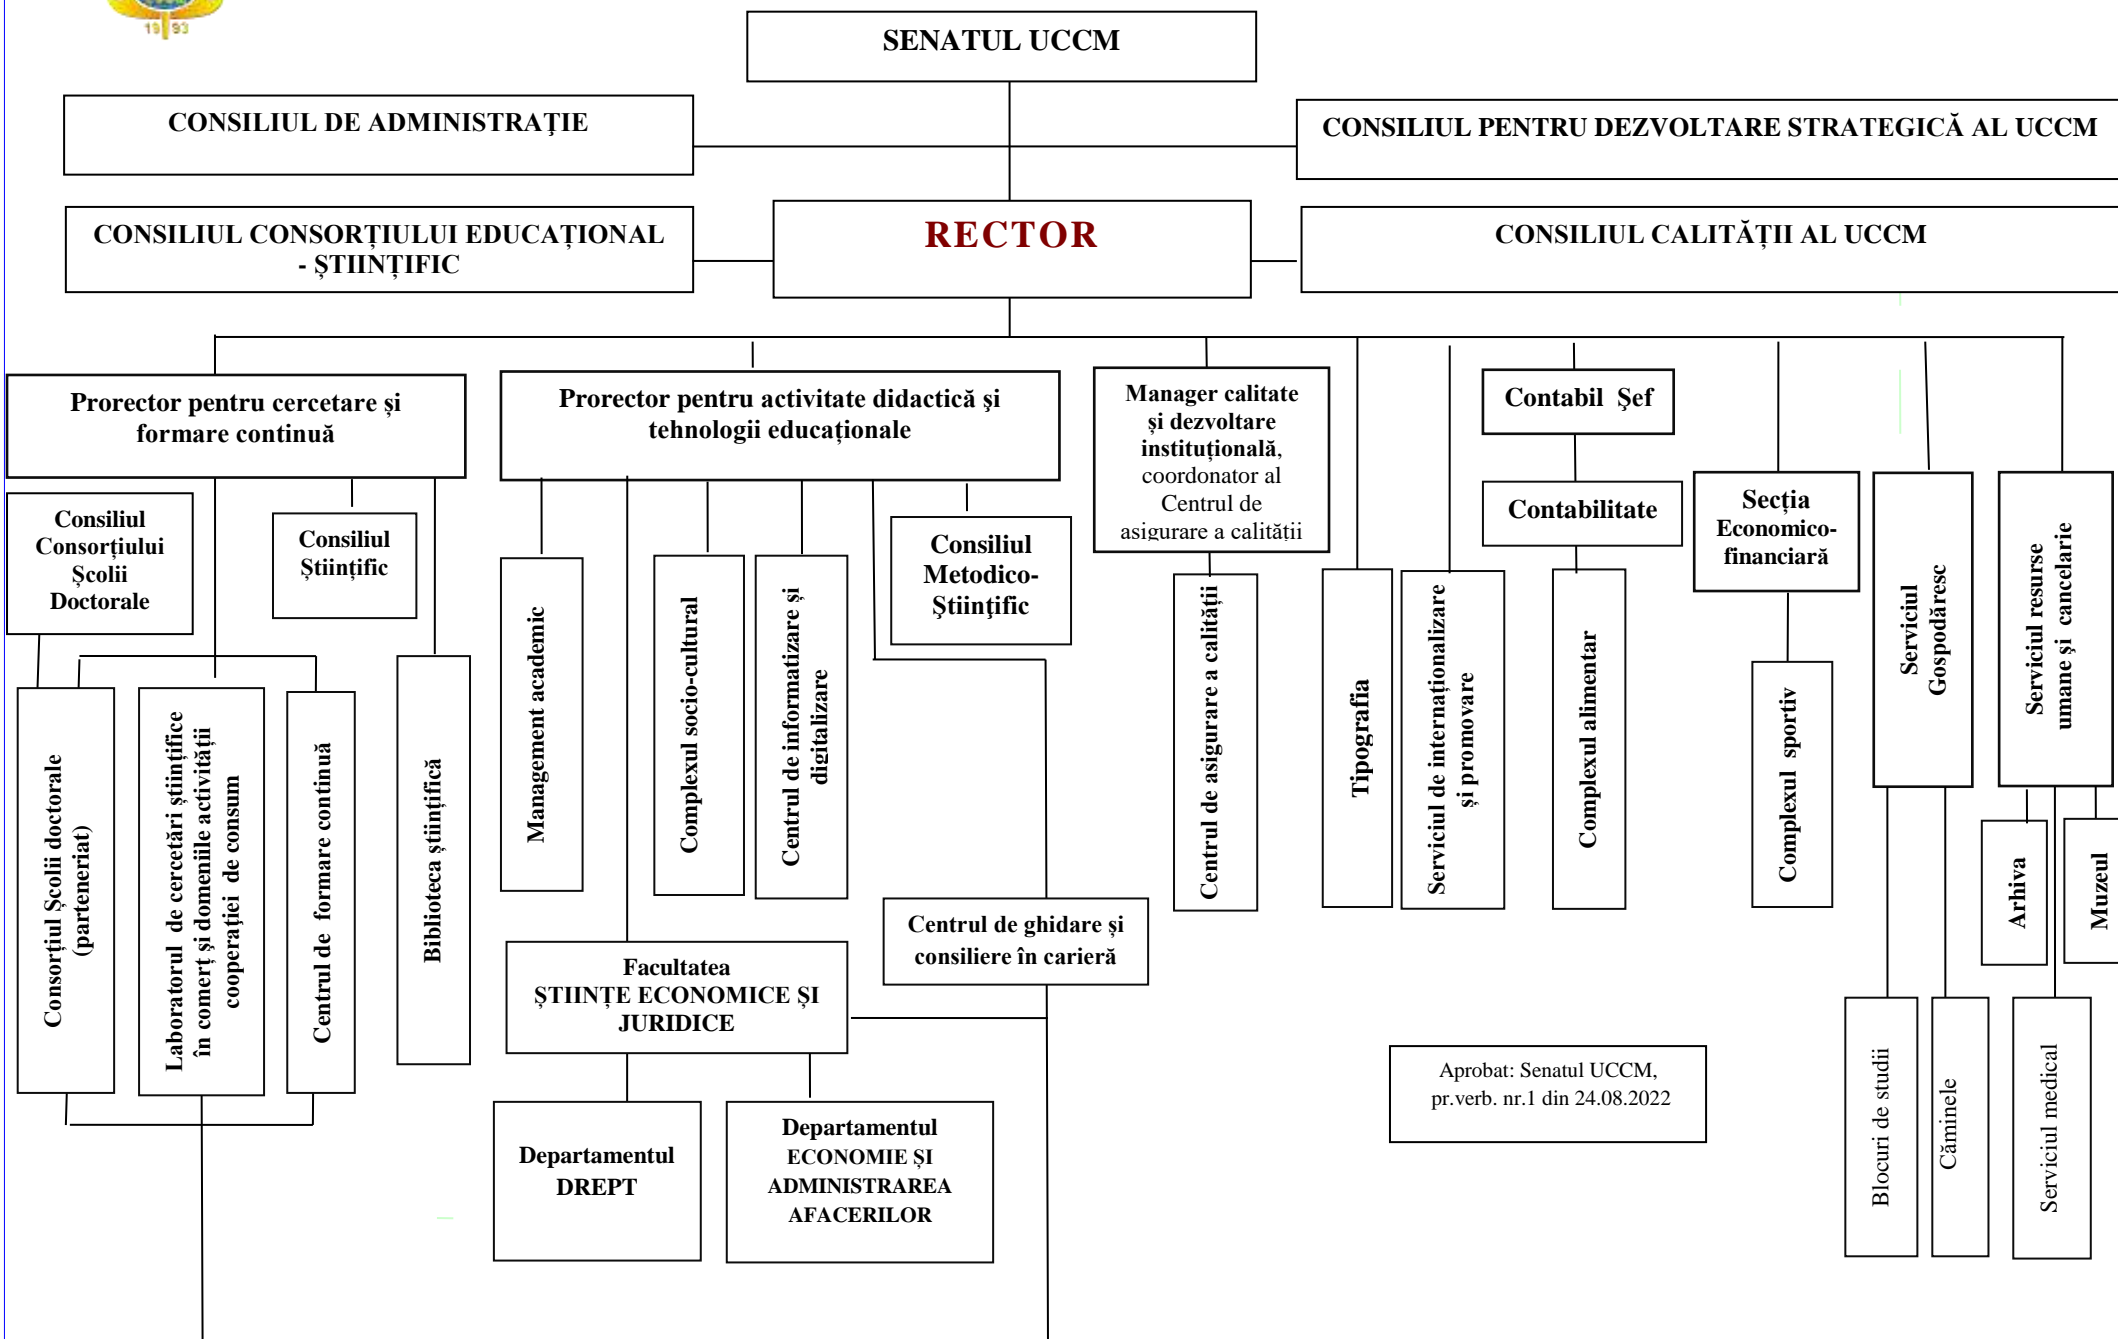 1993
SENATUL UCCM
CONSILIUL DE ADMINISTRAŢIE
CONSILIUL PENTRU DEZVOLTARE STRATEGICĂ AL UCCM
CONSILIUL CONSORȚIULUI EDUCAȚIONAL
- ȘTIINȚIFIC
RECTOR
CONSILIUL CALITĂȚII AL UCCM
Prorector pentru cercetare și
formare continuă
Prorector pentru activitate didactică şi
tehnologii educaționale
Manager calitate
și dezvoltare
instituțională,
coordonator al
Centrul de
asigurare a calității
Contabil Şef
Contabilitate
Secția
Economico-
financiară
Serviciul
Gospodăresc
Serviciul resurse
umane şi cancelarie
Consiliul
Consorțiului
Școlii
Doctorale
Consiliul
Științific
Consiliul
Metodico-
Ştiinţific
Consorțiul Școlii doctorale
(parteneriat)
Laboratorul de cercetări științifice
în comerț și domeniile activității
cooperaţiei de consum
Centrul de formare continuă
Biblioteca științifică
Management academic
Complexul socio-cultural
Centrul de informatizare și
digitalizare
Centrul de asigurare a calității
Tipografia
Serviciul de internaționalizare
și promovare
Complexul alimentar
Complexul sportiv
Arhiva
Muzeul
Centrul de ghidare și
consiliere în carieră
Facultatea
ȘTIINȚE ECONOMICE ȘI
JURIDICE
Departamentul
DREPT
Departamentul
ECONOMIE ȘI
ADMINISTRAREA
AFACERILOR
Aprobat: Senatul UCCM,
pr.verb. nr.1 din 24.08.2022
Blocuri de studii
Căminele
Serviciul medical